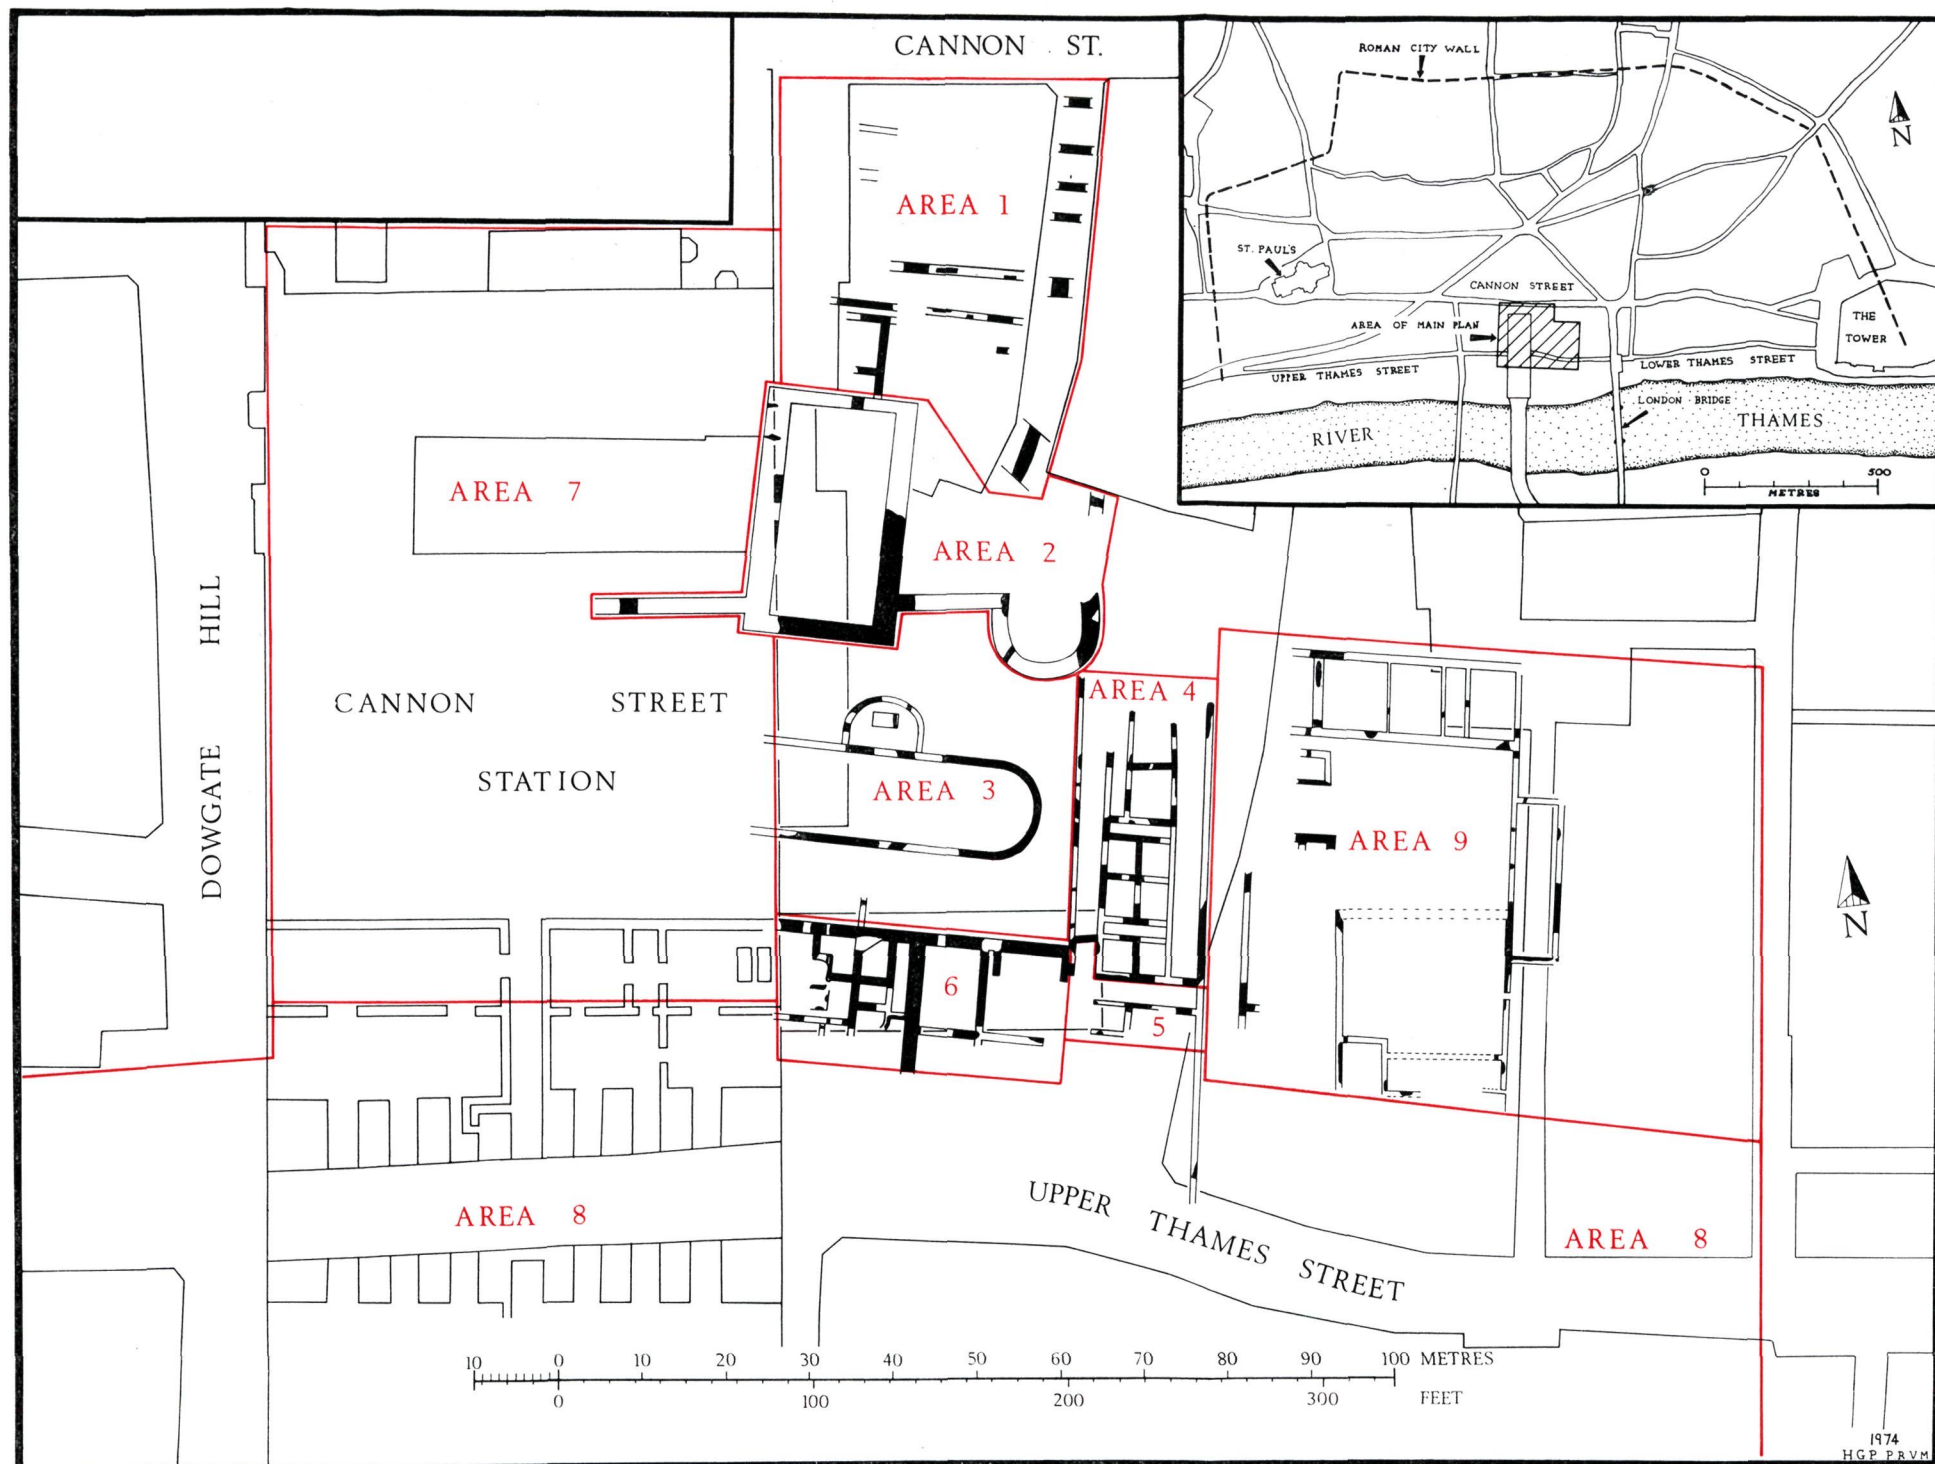 CANNON ST.
ROMAN CITY WALL
N
ST. PAUL'S
CANNON STREET
AREA OF MAIN PLAN
THE
TOWER
UPPER THAMES STREET
LOWER THAMES STREET
LONDON BRIDGE
RIVER
THAMES
0 500
METRES
AREA 1
AREA 7
AREA 2
DOWGATE HILL
CANNON STREET
STATION
AREA 4
AREA 3
AREA 9
N
6
5
AREA 8
UPPER THAMES STREET
AREA 8
10 0 10 20 30 40 50 60 70 80 90 100 METRES
0 100 200 300 FEET
1974
HGP PRVM